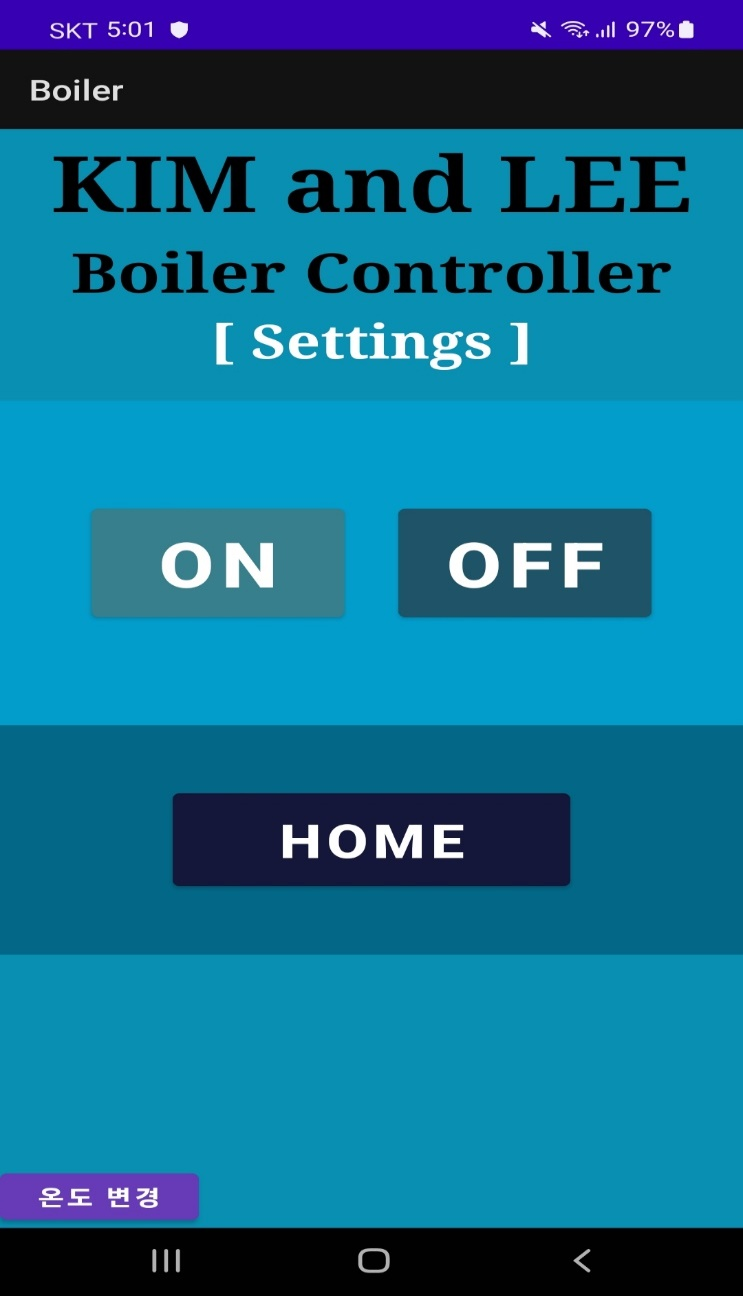 SKT 5:01 97%
Boiler
KIM and LEE
Boiler Controller
[ Settings ]
ON OFF
HOME
온도 변경